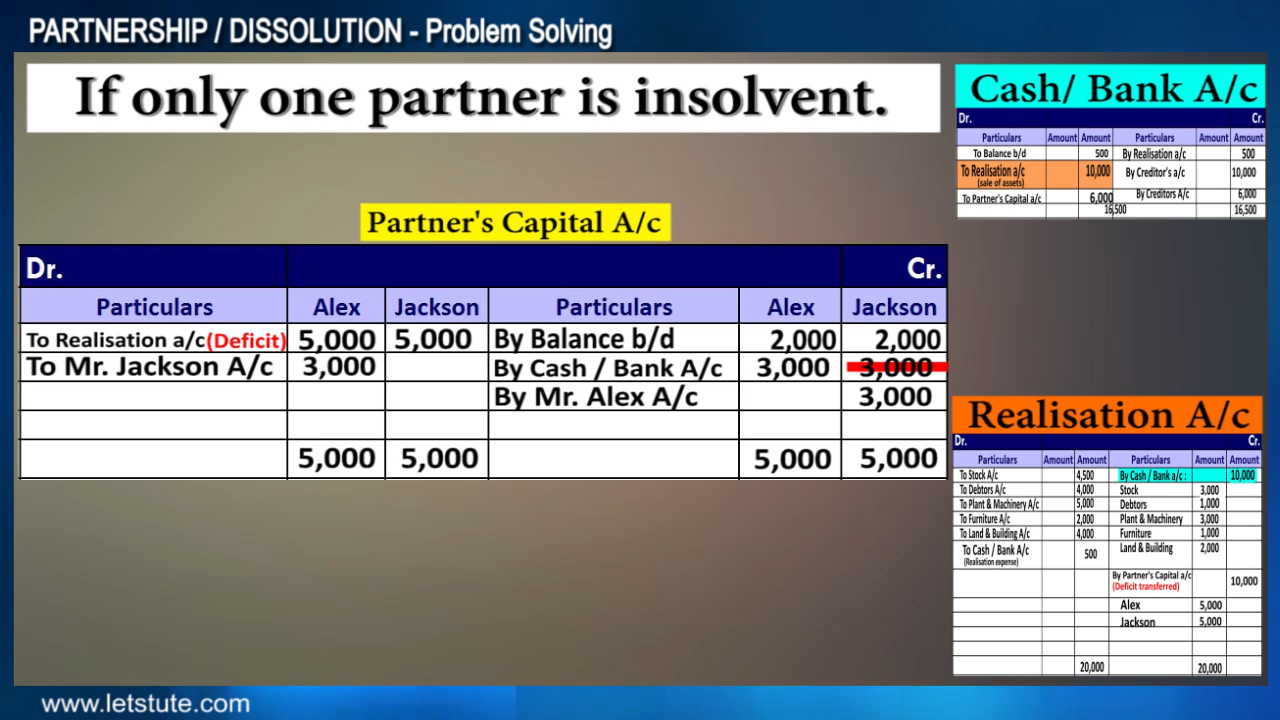 PARTNERSHIP / DISSOLUTION - Problem Solving
If only one partner is insolvent.
Partner's Capital A/c
Dr. Cr.
Particulars Alex Jackson Particulars Alex Jackson
To Realisation a/c(Deficit) 5,000 5,000 By Balance b/d 2,000 2,000
To Mr. Jackson A/c 3,000 By Cash / Bank A/c 3,000 3,000
By Mr. Alex A/c 3,000
5,000 5,000 5,000 5,000
Cash/ Bank A/c
Dr. Cr.
Particulars Amount Amount Particulars Amount Amount
To Balance b/d 500 By Realisation a/c 500
To Realisation a/c 10,000 By Creditor's a/c 10,000
(sale of assets)
To Partner's Capital a/c 6,000 By Creditors A/c 6,000
16,500 16,500
Realisation A/c
Dr. Cr.
Particulars Amount Amount Particulars Amount Amount
To Stock A/c 4,500 By Cash / Bank a/c : 10,000
To Debtors A/c 4,000 Stock 3,000
To Plant & Machinery A/c 5,000 Debtors 1,000
To Furniture A/c 2,000 Plant & Machinery 3,000
To Land & Building A/c 4,000 Furniture 1,000
To Cash / Bank A/c 500 Land & Building 2,000
(Realisation expense)
By Partner's Capital a/c 10,000
(Deficit transferred)
Alex 5,000
Jackson 5,000
20,000 20,000
www.letstute.com